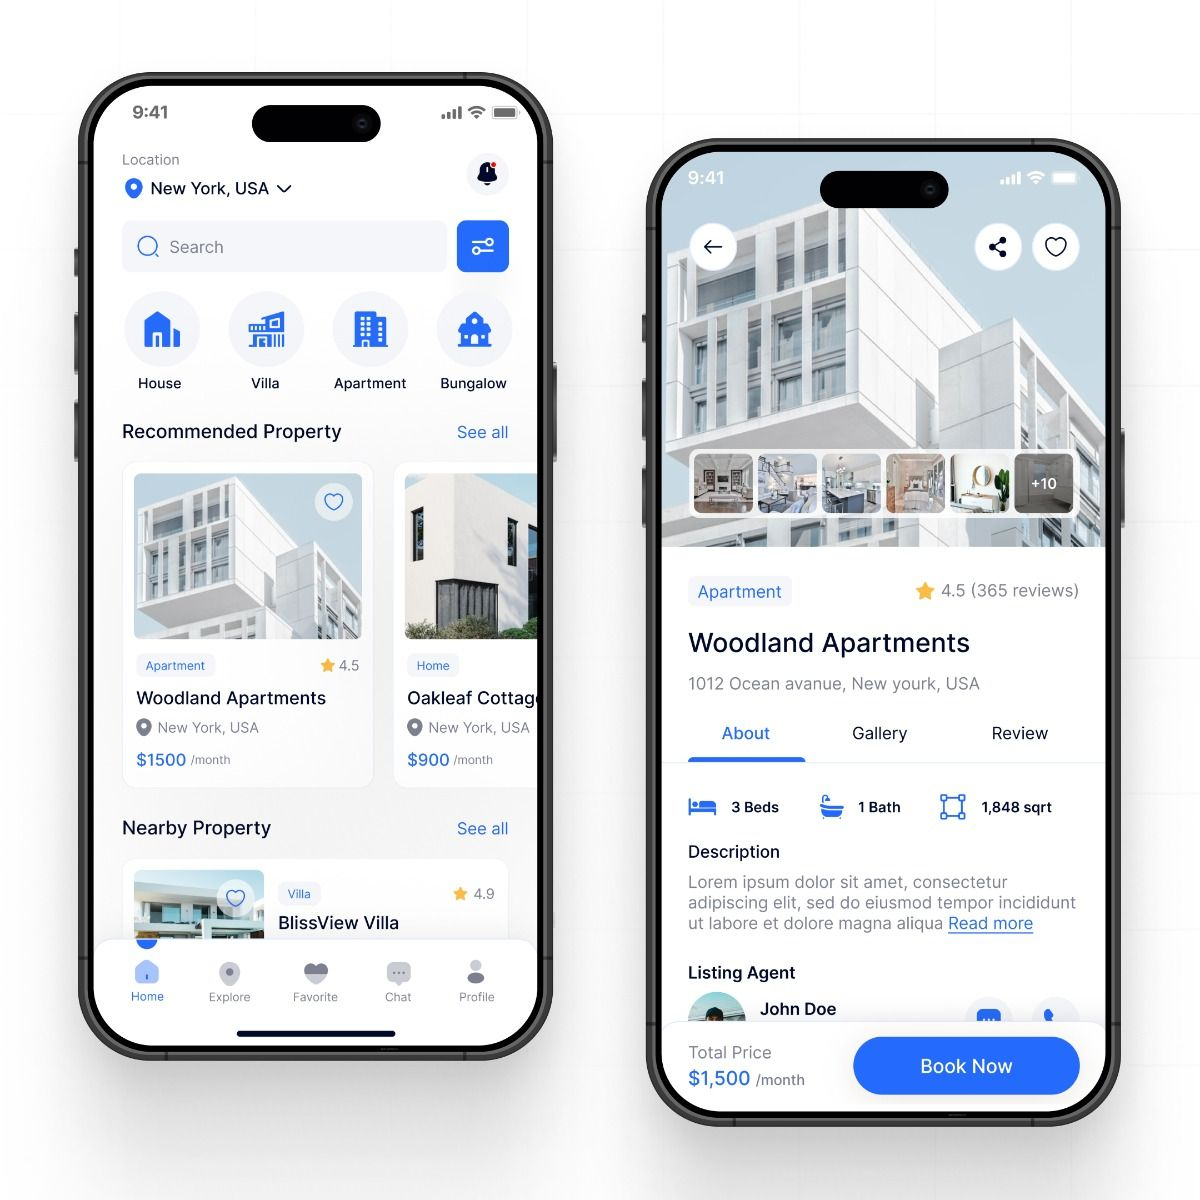 9:41
Location
New York, USA
Search
House Villa Apartment Bungalow
Recommended Property See all
Apartment 4.5
Woodland Apartments
New York, USA
$1500 /month
Home
Oakleaf Cottag
New York, USA
$900 /month
Nearby Property See all
Villa 4.9
BlissView Villa
Home Explore Favorite Chat Profile
9:41
+10
Apartment 4.5 (365 reviews)
Woodland Apartments
1012 Ocean avanue, New yourk, USA
About Gallery Review
3 Beds 1 Bath 1,848 sqrt
Description
Lorem ipsum dolor sit amet, consectetur
adipiscing elit, sed do eiusmod tempor incididunt
ut labore et dolore magna aliqua Read more
Listing Agent
John Doe
Total Price
$1,500 /month
Book Now